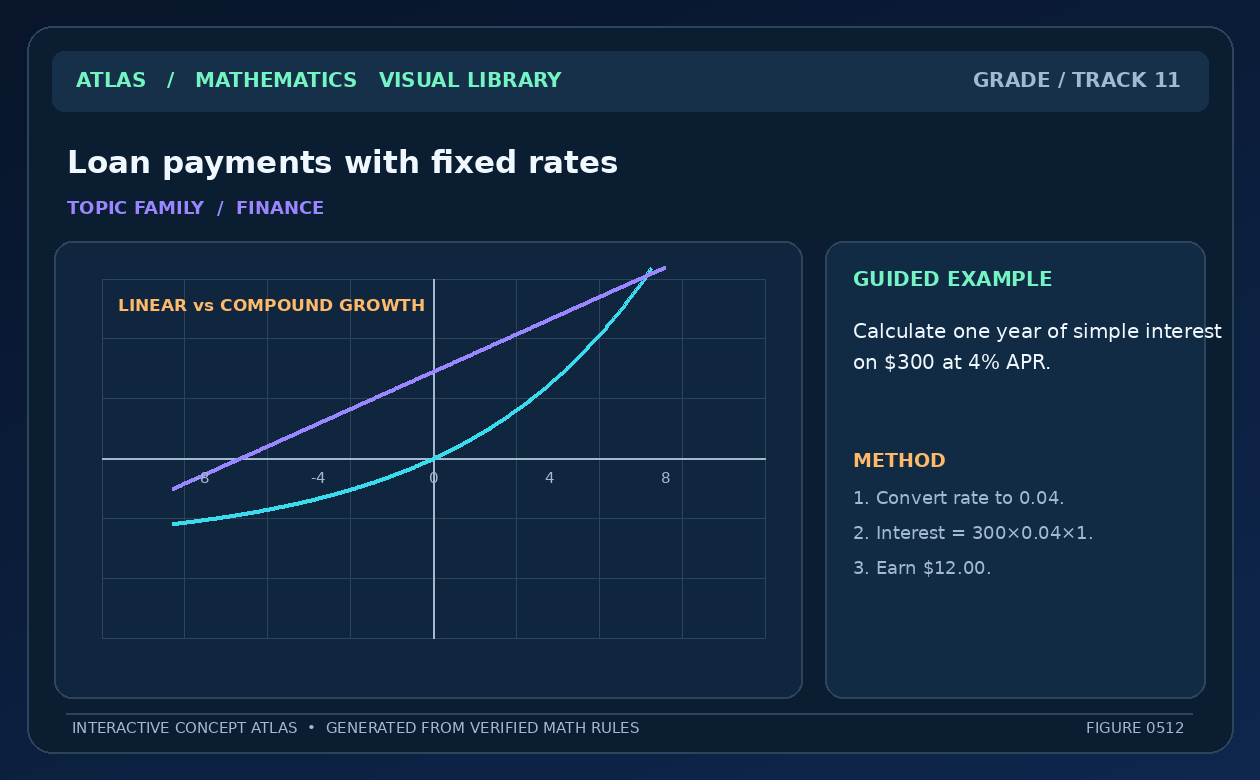 ATLAS / MATHEMATICS VISUAL LIBRARY
GRADE / TRACK 11
Loan payments with fixed rates
TOPIC FAMILY / FINANCE
LINEAR vs COMPOUND GROWTH
-8 -4 0 4 8
GUIDED EXAMPLE
Calculate one year of simple interest
on $300 at 4% APR.
METHOD
1. Convert rate to 0.04.
2. Interest = 300×0.04×1.
3. Earn $12.00.
INTERACTIVE CONCEPT ATLAS • GENERATED FROM VERIFIED MATH RULES
FIGURE 0512